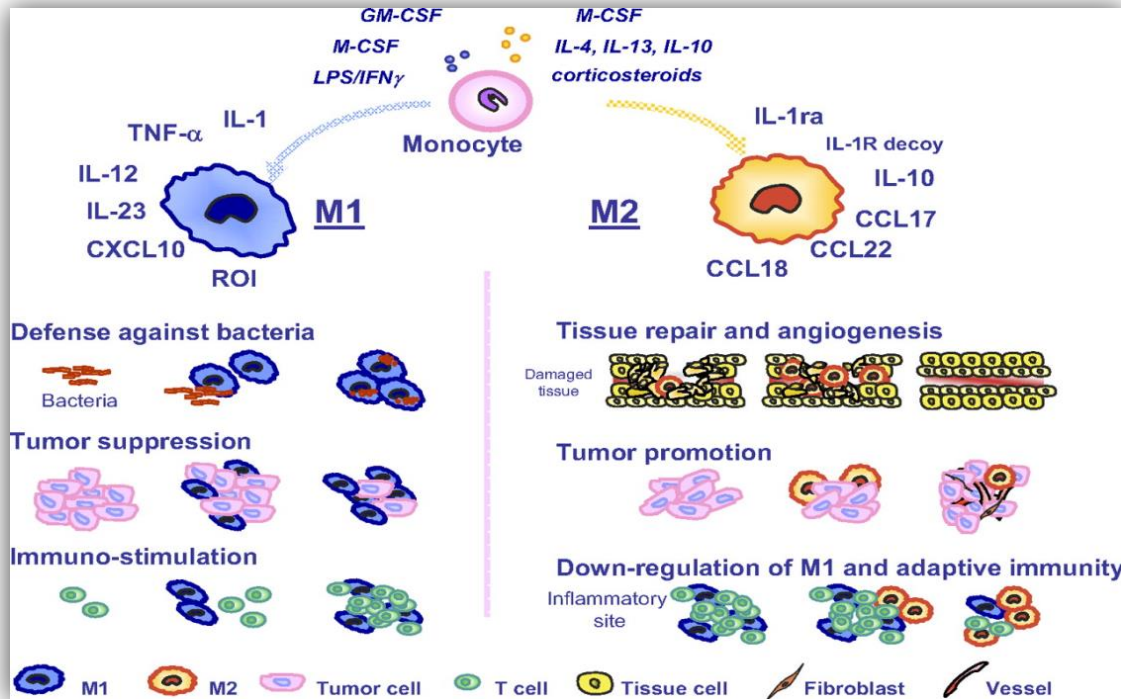 GM-CSF
M-CSF
LPS/IFNγ
M-CSF
IL-4, IL-13, IL-10
corticosteroids
Monocyte
IL-1
TNF-α
IL-12
IL-23
CXCL10
ROI
M1
M2
IL-1ra
IL-1R decoy
IL-10
CCL17
CCL22
CCL18
Defense against bacteria
Bacteria
Tumor suppression
Immuno-stimulation
Tissue repair and angiogenesis
Damaged
tissue
Tumor promotion
Down-regulation of M1 and adaptive immunity
Inflammatory
site
M1 M2 Tumor cell T cell Tissue cell Fibroblast Vessel